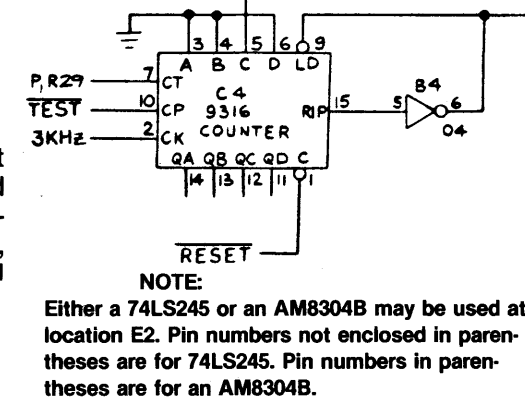 3 4 5 6 9
A B C D LD
P,R29 7 CT
C4
B4
TEST 10 CP
9316
RIP 15 5 6
3KHz 2 CK
COUNTER
04
QA QB QC QD C
14 13 12 11 1
RESET
NOTE:
Either a 74LS245 or an AM8304B may be used at
location E2. Pin numbers not enclosed in paren-
theses are for 74LS245. Pin numbers in paren-
theses are for an AM8304B.